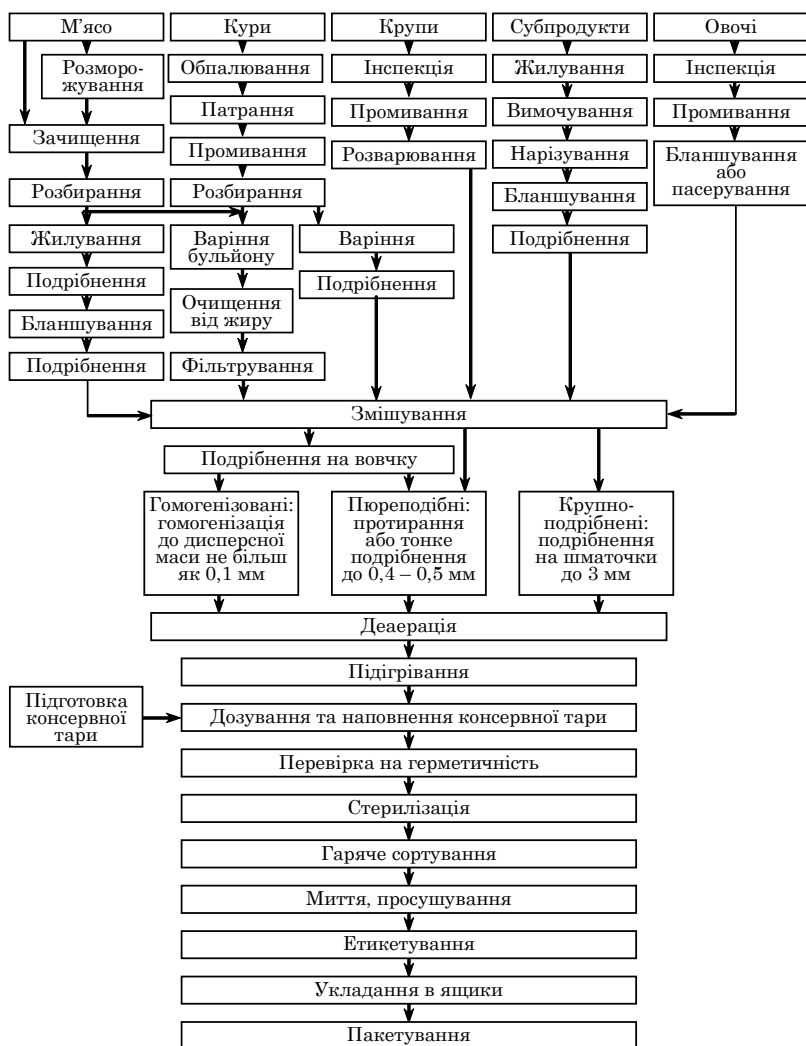 М'ясо
Кури
Крупи
Субпродукти
Овочі
Розморо-
жування
Обпалювання
Інспекція
Жилування
Інспекція
Патрання
Промивання
Вимочування
Промивання
Зачищення
Промивання
Розварювання
Нарізування
Бланшування
або
пасерування
Розбирання
Розбирання
Бланшування
Жилування
Варіння
бульйону
Варіння
Подрібнення
Подрібнення
Очищення
від жиру
Подрібнення
Бланшування
Подрібнення
Фільтрування
Змішування
Подрібнення на вовчку
Гомогенізовані:
гомогенізація
до дисперсної
маси не більш
як 0,1 мм
Пюреподібні:
протирання
або тонке
подрібнення
до 0,4 – 0,5 мм
Крупно-
подрібнені:
подрібнення
на шматочки
до 3 мм
Деаерація
Підігрівання
Підготовка
консервної
тари
Дозування та наповнення консервної тари
Перевірка на герметичність
Стерилізація
Гаряче сортування
Миття, просушування
Етикетування
Укладання в ящики
Пакетування